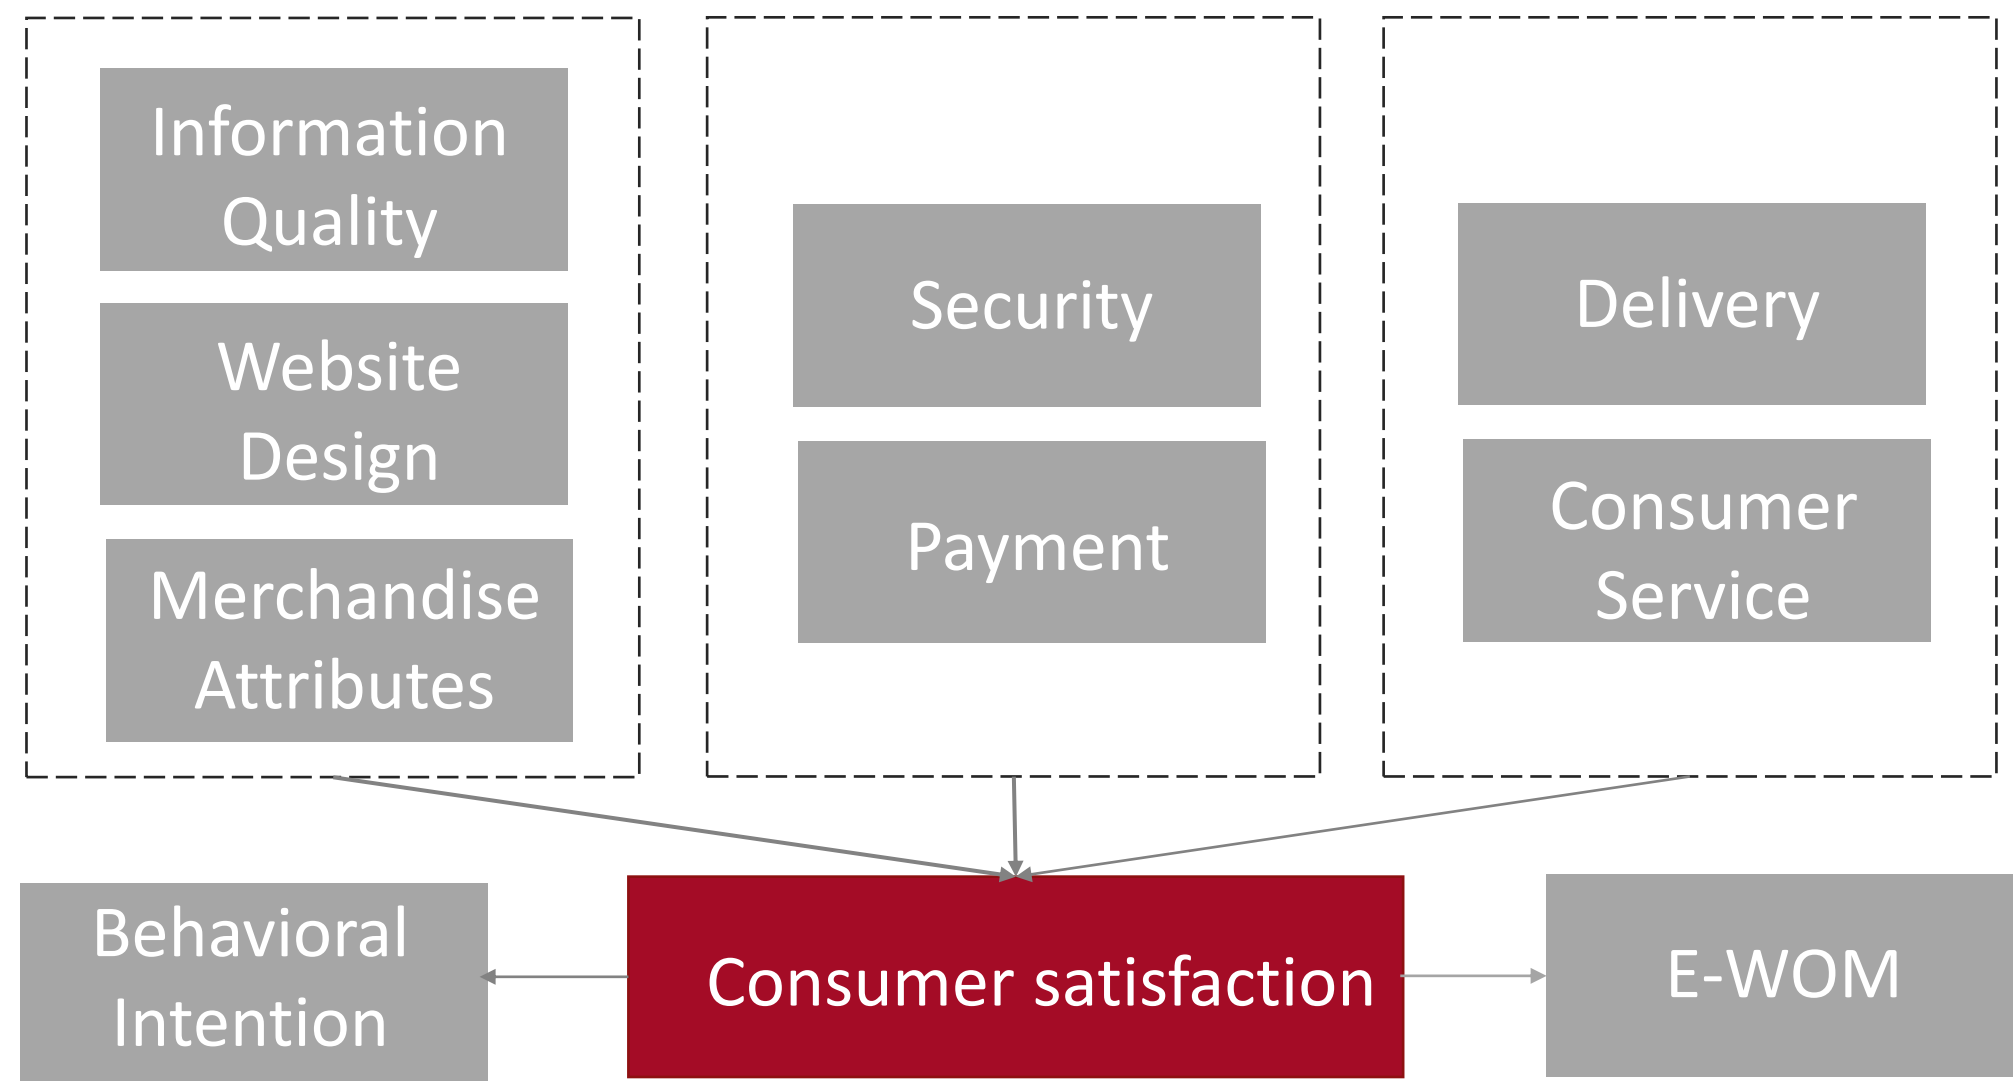 Information
Quality
Website
Design
Merchandise
Attributes
Security
Payment
Delivery
Consumer
Service
Behavioral
Intention
Consumer satisfaction
E-WOM